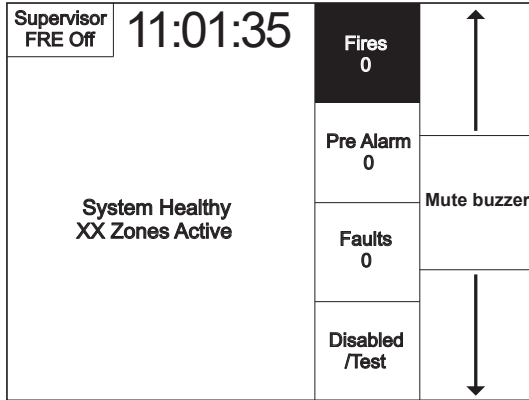 Supervisor
FRE Off
11:01:35
System Healthy
XX Zones Active
Fires
0
Pre Alarm
0
Faults
0
Disabled
/Test
Mute buzzer